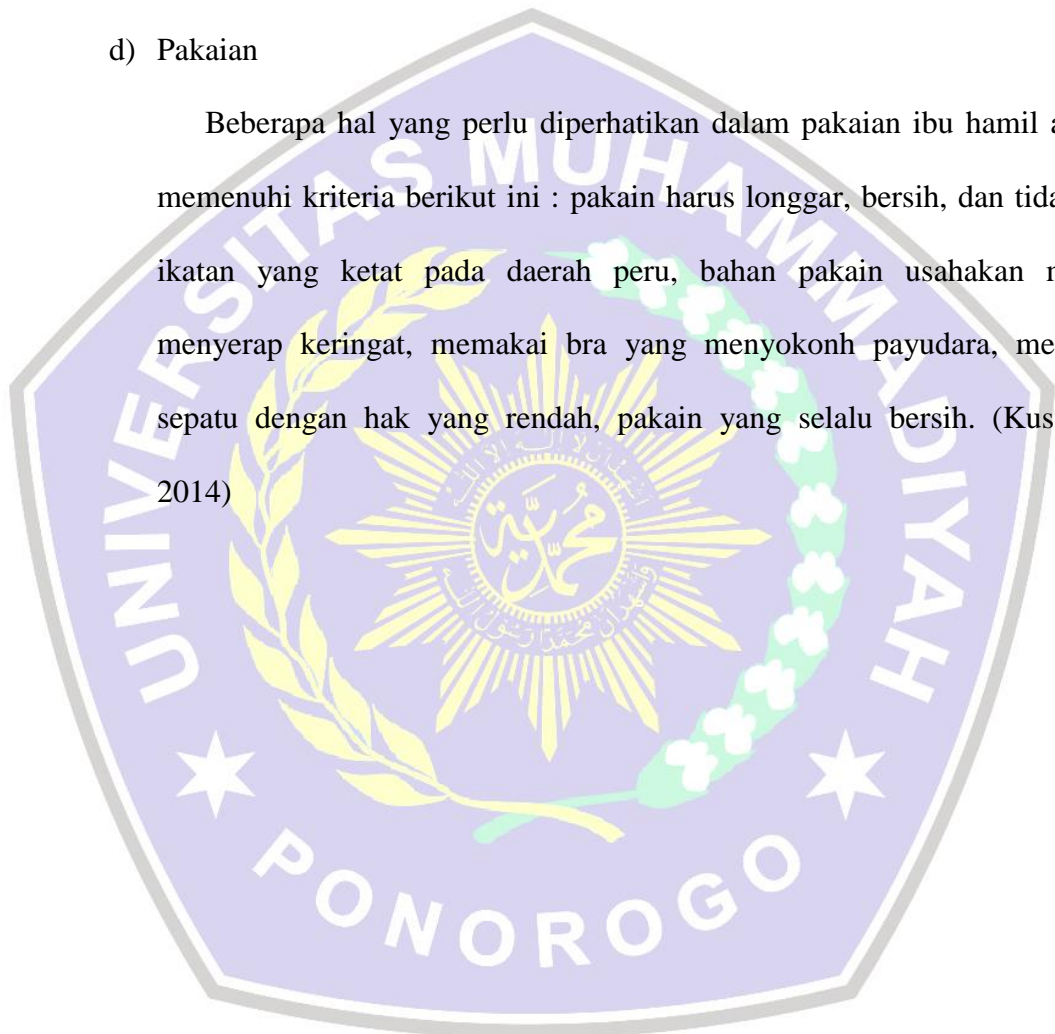 d) Pakaian
Beberapa hal yang perlu diperhatikan dalam pakaian ibu hamil a
memenuhi kriteria berikut ini : pakain harus longgar, bersih, dan tida
ikatan yang ketat pada daerah peru, bahan pakain usahakan
menyerap keringat, memakai bra yang menyokonh payudara, me
sepatu dengan hak yang rendah, pakain yang selalu bersih. (Kus
2014)
UNIVERSITAS MUHAMMADIYAH
PONOROGO
محمدية